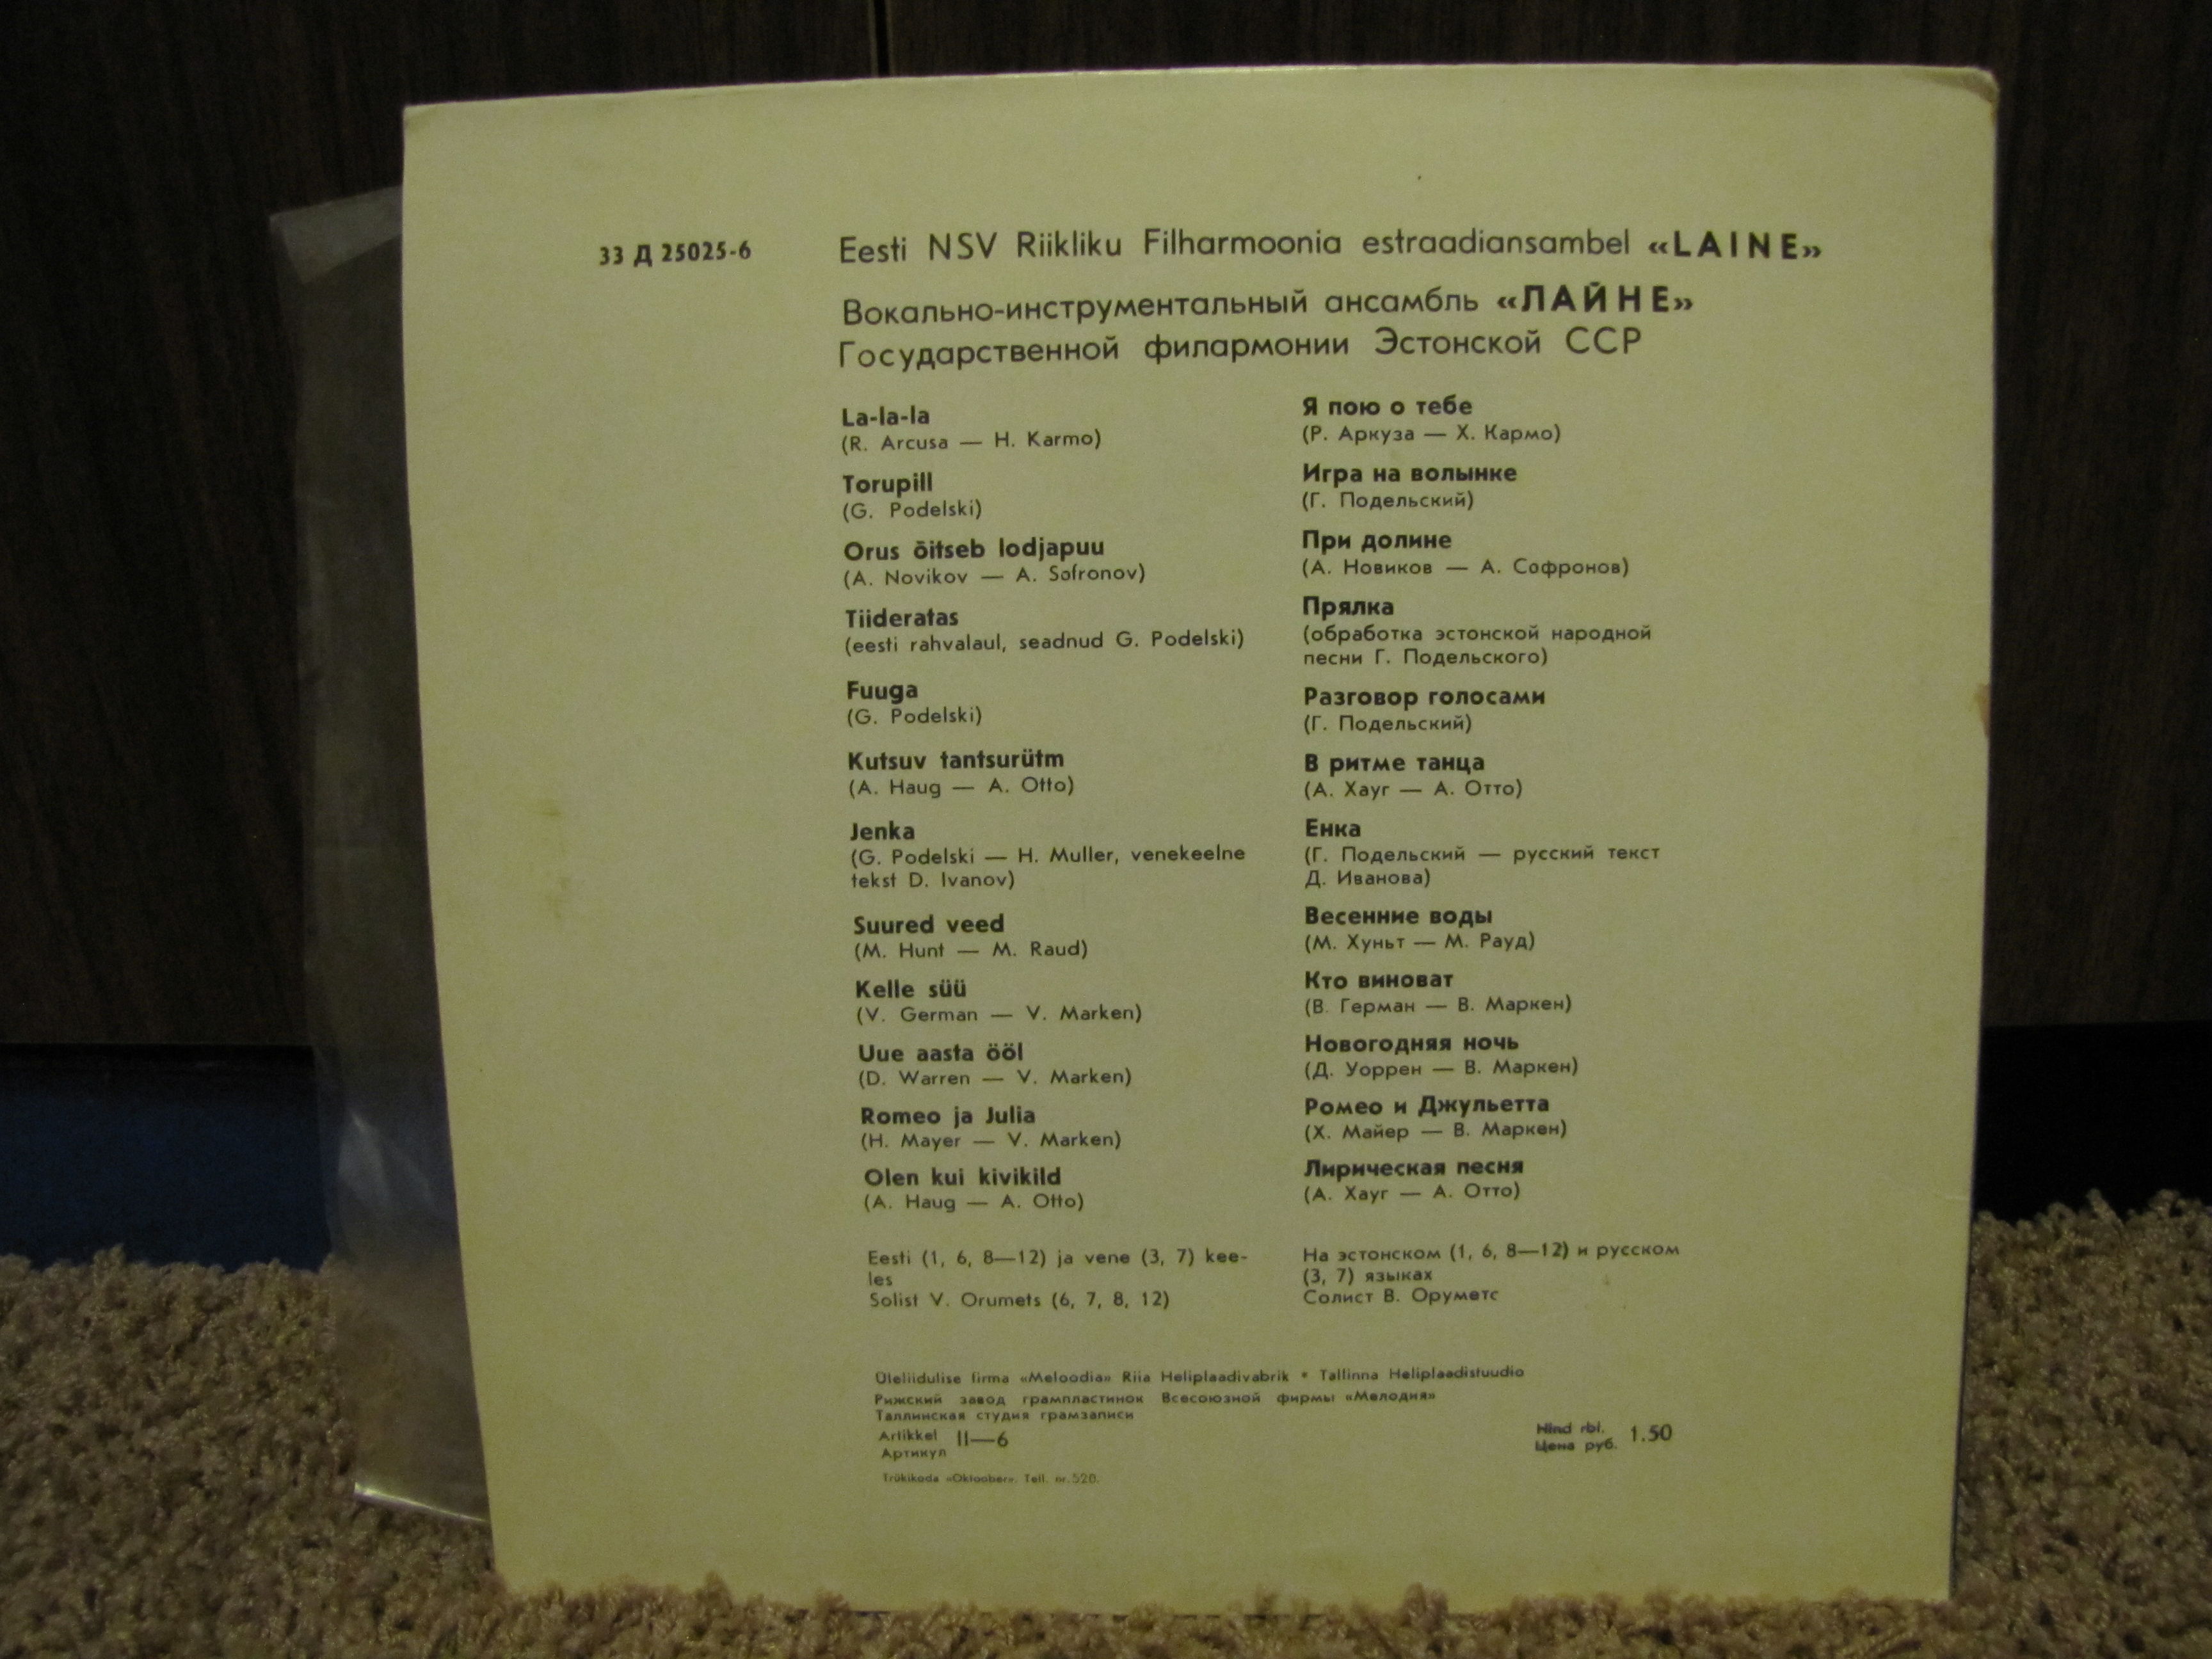 33 Д 25025-6
Eesti NSV Riikliku Filharmoonia estraadiansambel «LAINE»
Вокально-инструментальный ансамбль «ЛАЙНЕ»
Государственной филармонии Эстонской ССР
La-la-la
(R. Arcusa — H. Karmo)
Torupill
(G. Podelski)
Orus õitseb lodjapuu
(A. Novikov — A. Sofronov)
Tiideratas
(eesti rahvalaul, seadnud G. Podelski)
Fuuga
(G. Podelski)
Kutsuv tantsurütm
(A. Haug — A. Otto)
Jenka
(G. Podelski — H. Muller, venekeelne
tekst D. Ivanov)
Suured veed
(M. Hunt — M. Raud)
Kelle süü
(V. German — V. Marken)
Uue aasta ööl
(D. Warren — V. Marken)
Romeo ja Julia
(H. Mayer — V. Marken)
Olen kui kivikild
(A. Haug — A. Otto)
Eesti (1, 6, 8—12) ja vene (3, 7) kee-
les
Solist V. Orumets (6, 7, 8, 12)
Я пою о тебе
(Р. Аркуза — Х. Кармо)
Игра на волынке
(Г. Подельский)
При долине
(А. Новиков — А. Софронов)
Прялка
(обработка эстонской народной
песни Г. Подельского)
Разговор голосами
(Г. Подельский)
В ритме танца
(А. Хауг — А. Отто)
Енка
(Г. Подельский — русский текст
Д. Иванова)
Весенние воды
(М. Хуньт — М. Рауд)
Кто виноват
(В. Герман — В. Маркен)
Новогодняя ночь
(Д. Уоррен — В. Маркен)
Ромео и Джульетта
(Х. Майер — В. Маркен)
Лирическая песня
(А. Хауг — А. Отто)
На эстонском (1, 6, 8—12) и русском
(3, 7) языках
Солист В. Оруметс
Üleliidulise firma «Meloodia» Riia Heliplaadivabrik • Tallinna Heliplaadistuudio
Рижский завод грампластинок Всесоюзной фирмы «Мелодия»
Таллинская студия грамзаписи
Artikkel II—6
Артикул
Hind rbl. 1.50
Цена руб.
Trükikoda «Oktoober». Tell. nr. 520.